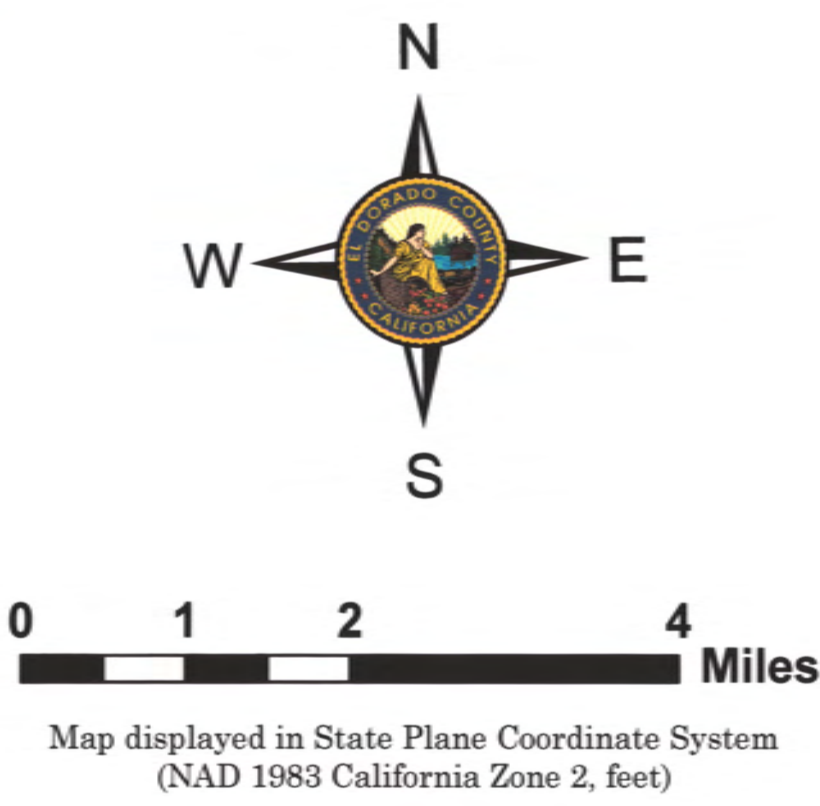 N
W
EL DORADO COUNTY
CALIFORNIA
E
S
0 1 2 4
Miles
Map displayed in State Plane Coordinate System
(NAD 1983 California Zone 2, feet)